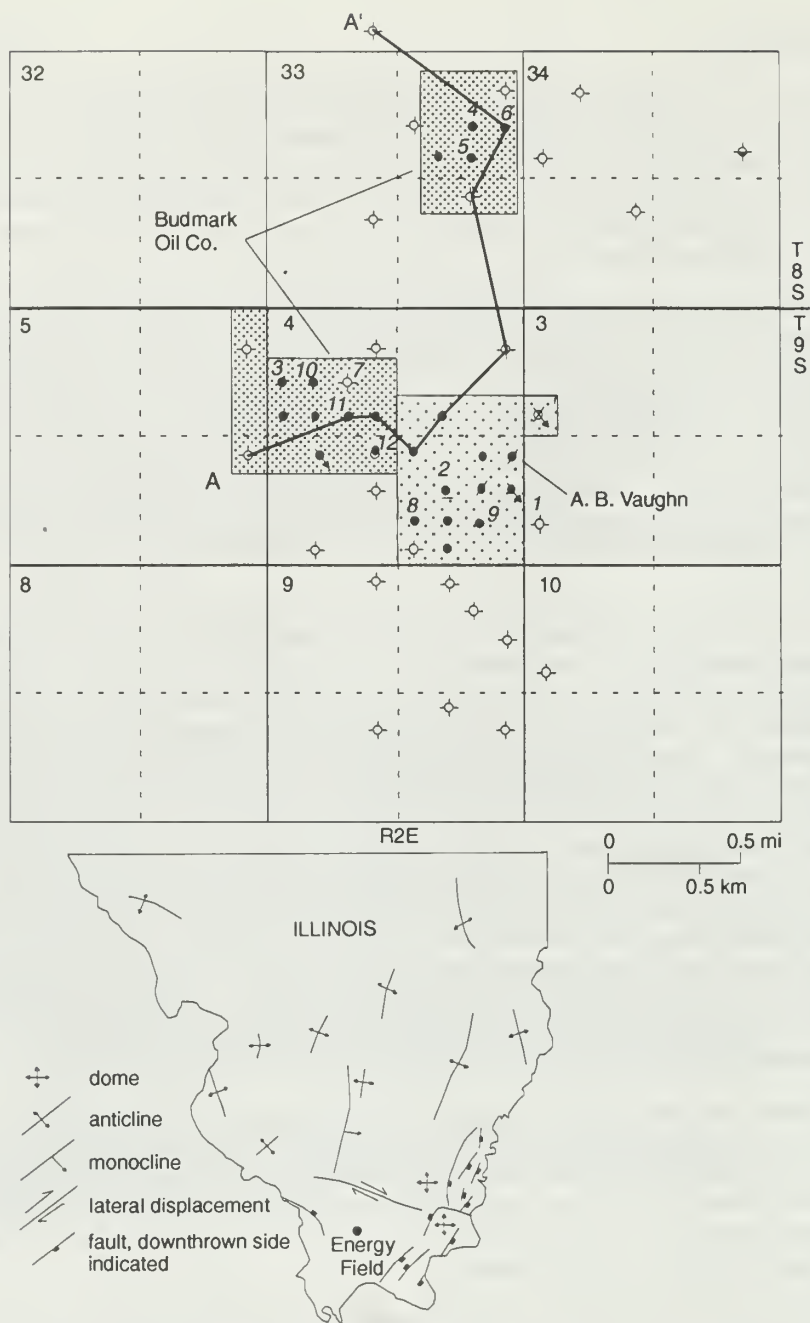 A'
32
33
34
4
6
5
Budmark
Oil Co.
T
8
S
5
4
3
T
9
S
3
10
7
11
12
A
2
A. B. Vaughn
8
9
1
8
9
10
R2E
0
0.5 mi
0
0.5 km
ILLINOIS
dome
anticline
monocline
lateral displacement
fault, downthrown side
indicated
Energy
Field